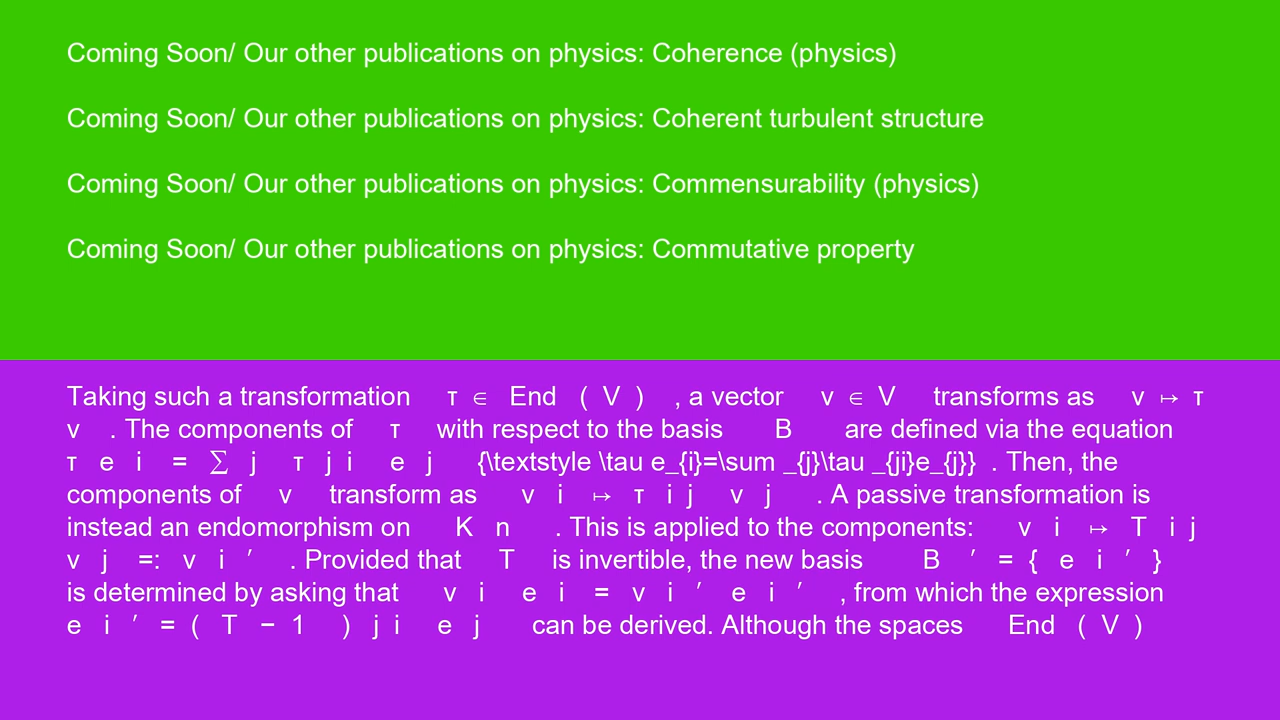 Coming Soon/ Our other publications on physics: Coherence (physics)
Coming Soon/ Our other publications on physics: Coherent turbulent structure
Coming Soon/ Our other publications on physics: Commensurability (physics)
Coming Soon/ Our other publications on physics: Commutative property
Taking such a transformation τ ∈ End ( V ) , a vector v ∈ V transforms as v ↦ τ
v . The components of τ with respect to the basis B are defined via the equation
τ e i = ∑ j τ j i e j {\textstyle \tau e_{i}=\sum _{j}\tau _{ji}e_{j}} . Then, the
components of v transform as v i ↦ τ i j v j . A passive transformation is
instead an endomorphism on K n . This is applied to the components: v i ↦ T i j
v j =: v i ′ . Provided that T is invertible, the new basis B ′ = { e i ′ }
is determined by asking that v i e i = v i ′ e i ′ , from which the expression
e i ′ = ( T − 1 ) j i e j can be derived. Although the spaces End ( V )